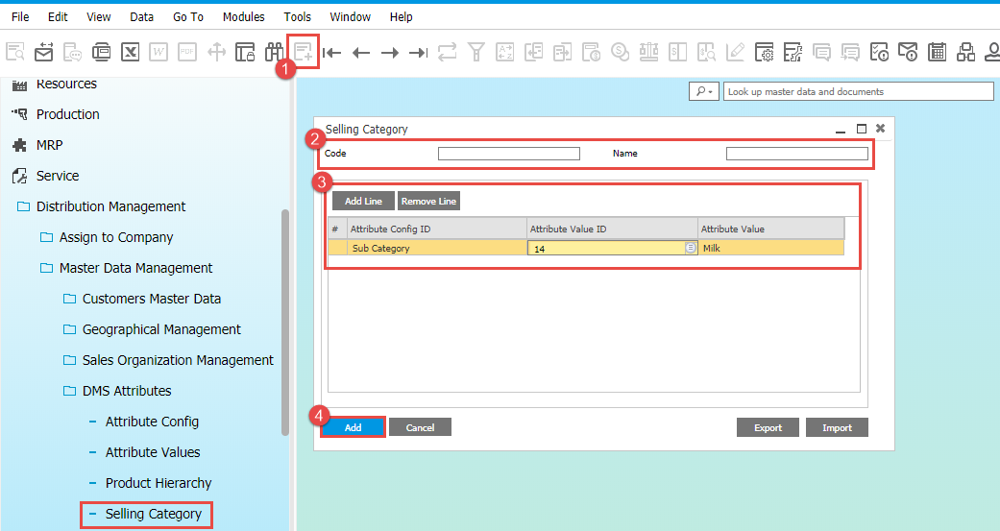 File Edit View Data Go To Modules Tools Window Help
W PDF
1
Look up master data and documents
Resources
Production
MRP
Service
Distribution Management
Assign to Company
Master Data Management
Customers Master Data
Geographical Management
Sales Organization Management
DMS Attributes
Attribute Config
Attribute Values
Product Hierarchy
Selling Category
Selling Category
2
Code Name
3
Add Line Remove Line
# Attribute Config ID Attribute Value ID Attribute Value
Sub Category 14 Milk
4
Add Cancel Export Import